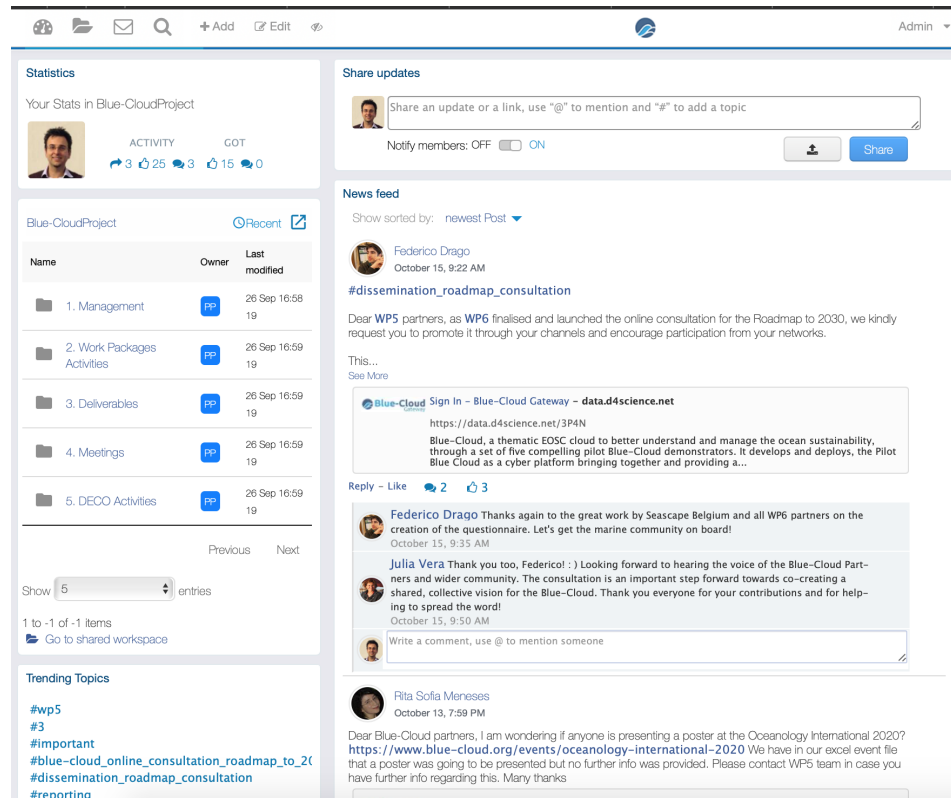 Add Edit Admin
Statistics
Your Stats in Blue-CloudProject
ACTIVITY GOT
3 25 3 15 0
Blue-CloudProject Recent
Name Owner Last modified
1. Management PP 26 Sep 16:58 19
2. Work Packages Activities PP 26 Sep 16:59 19
3. Deliverables PP 26 Sep 16:59 19
4. Meetings PP 26 Sep 16:59 19
5. DECO Activities PP 26 Sep 16:59 19
Previous Next
Show 5 entries
1 to -1 of -1 items
Go to shared workspace
Trending Topics
#wp5
#3
#important
#blue-cloud_online_consultation_roadmap_to_20
#dissemination_roadmap_consultation
#reporting
Share updates
Share an update or a link, use "@" to mention and "#" to add a topic
Notify members: OFF ON
Share
News feed
Show sorted by: newest Post
Federico Drago
October 15, 9:22 AM
#dissemination_roadmap_consultation
Dear WP5 partners, as WP6 finalised and launched the online consultation for the Roadmap to 2030, we kindly
request you to promote it through your channels and encourage participation from your networks.
This...
See More
Blue-Cloud Gateway
Sign In - Blue-Cloud Gateway - data.d4science.net
https://data.d4science.net/3P4N
Blue-Cloud, a thematic EOSC cloud to better understand and manage the ocean sustainability,
through a set of five compelling pilot Blue-Cloud demonstrators. It develops and deploys, the Pilot
Blue Cloud as a cyber platform bringing together and providing a...
Reply - Like 2 3
Federico Drago Thanks again to the great work by Seascape Belgium and all WP6 partners on the
creation of the questionnaire. Let's get the marine community on board!
October 15, 9:35 AM
Julia Vera Thank you too, Federico! : ) Looking forward to hearing the voice of the Blue-Cloud Part-
ners and wider community. The consultation is an important step forward towards co-creating a
shared, collective vision for the Blue-Cloud. Thank you everyone for your contributions and for help-
ing to spread the word!
October 15, 9:50 AM
Write a comment, use @ to mention someone
Rita Sofia Meneses
October 13, 7:59 PM
Dear Blue-Cloud partners, I am wondering if anyone is presenting a poster at the Oceanology International 2020?
https://www.blue-cloud.org/events/oceanology-international-2020 We have in our excel event file
that a poster was going to be presented but no further info was provided. Please contact WP5 team in case you
have further info regarding this. Many thanks